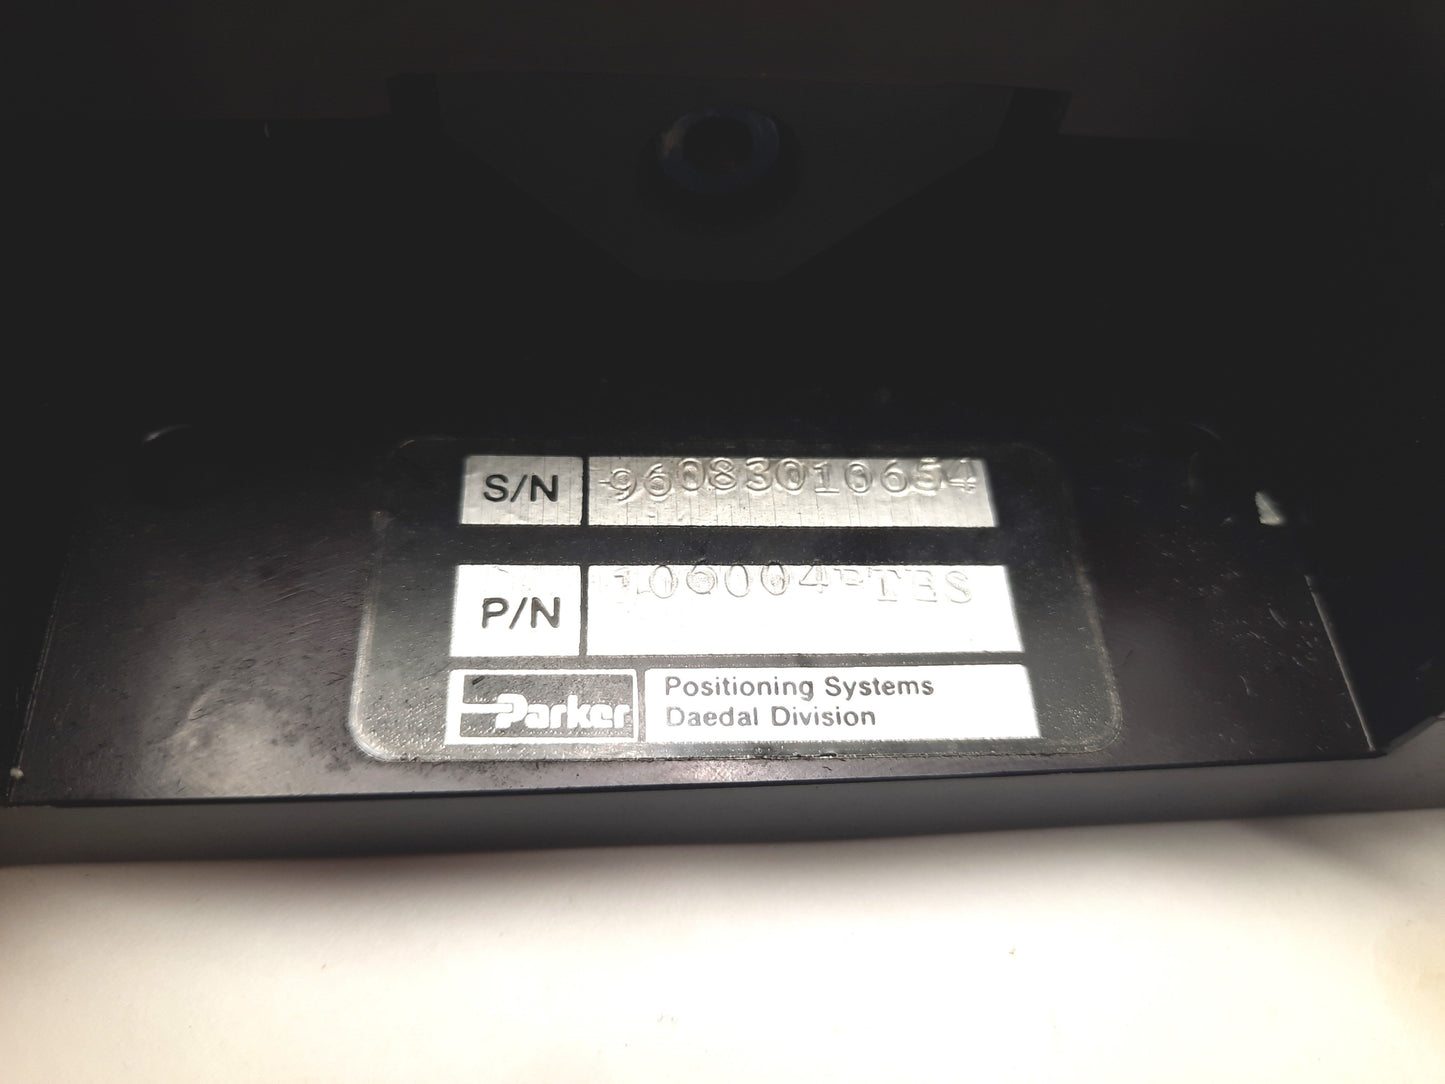 S/N 96083010654
P/N 106004-TES
Parker
Positioning Systems
Daedal Division